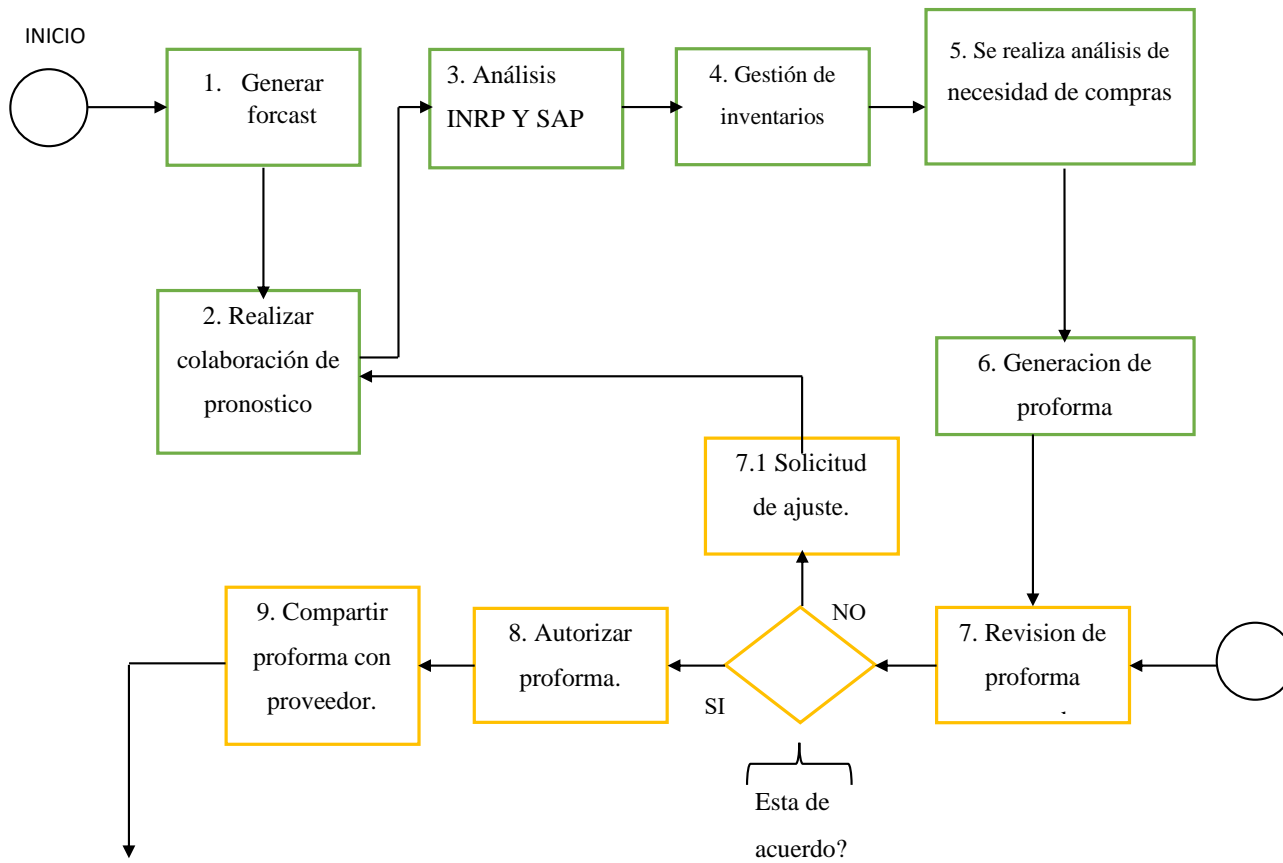 INICIO
1. Generar
forcast
3. Análisis
INRP Y SAP
4. Gestión de
inventarios
5. Se realiza análisis de
necesidad de compras
2. Realizar
colaboración de
pronostico
6. Generacion de
proforma
7.1 Solicitud
de ajuste.
NO
9. Compartir
proforma con
proveedor.
8. Autorizar
proforma.
SI
7. Revision de
proforma
Esta de
acuerdo?